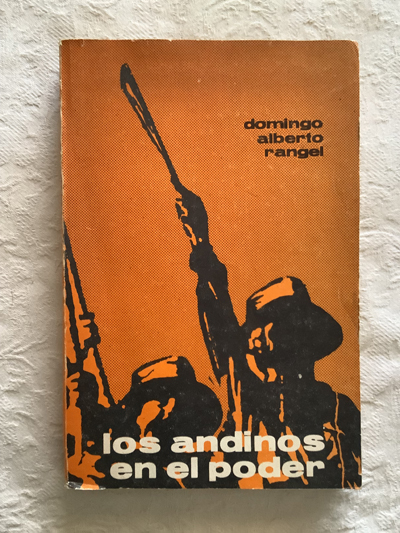 domingo
alberto
rangel
los andinos
en el poder